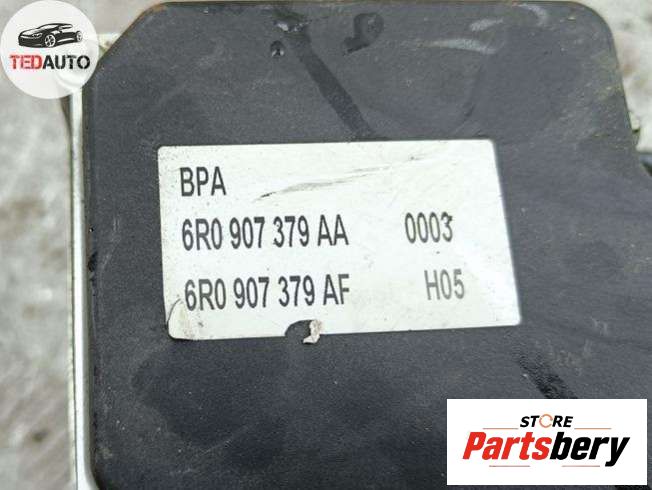 TEDAUTO
BPA
6R0 907 379 AA 0003
6R0 907 379 AF H05
STORE
Partsbery